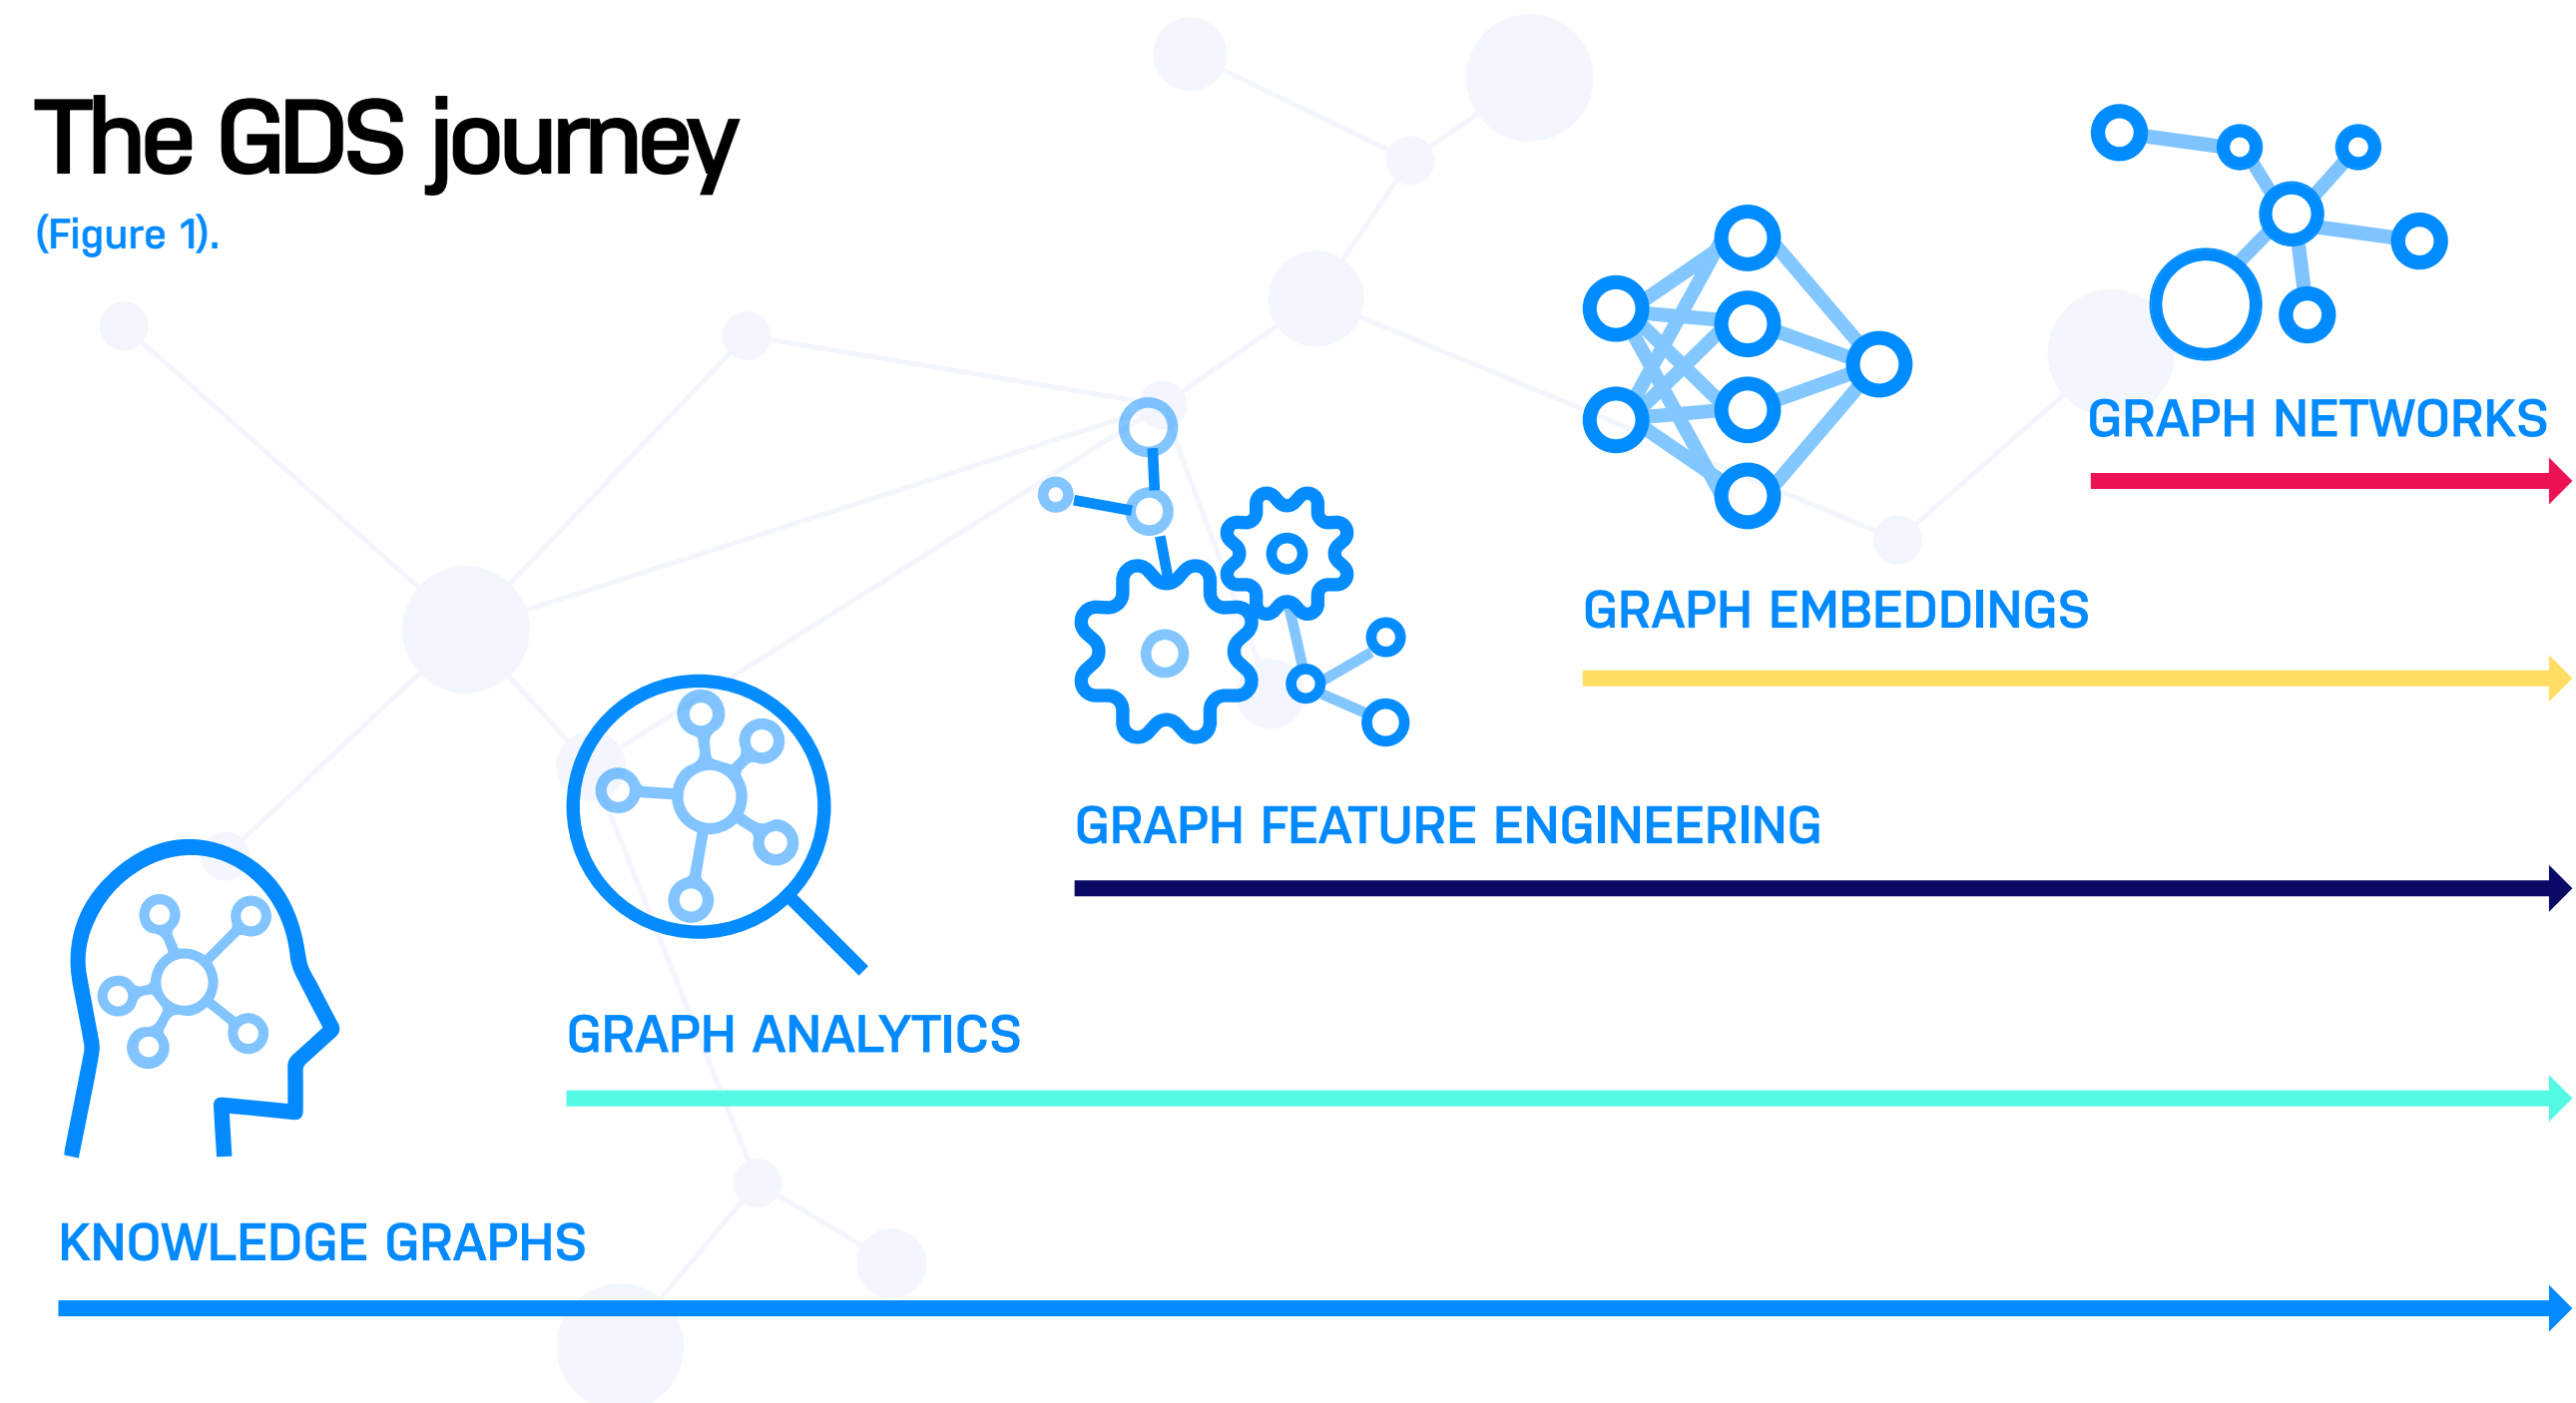 The GDS journey
(Figure 1).
GRAPH NETWORKS
GRAPH EMBEDDINGS
GRAPH FEATURE ENGINEERING
GRAPH ANALYTICS
KNOWLEDGE GRAPHS